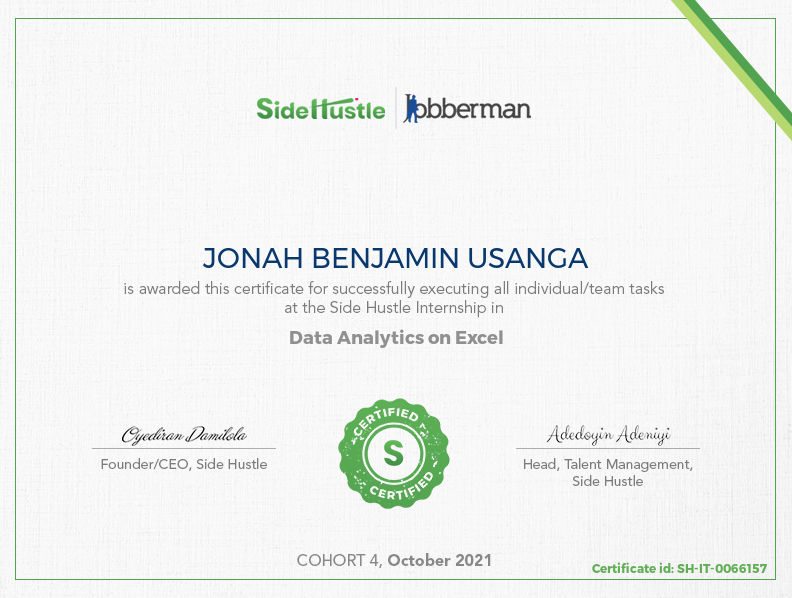 SideHustle
Jobberman
JONAH BENJAMIN USANGA
is awarded this certificate for successfully executing all individual/team tasks
at the Side Hustle Internship in
Data Analytics on Excel
Oyediran Damilola
Founder/CEO, Side Hustle
CERTIFIED
S
CERTIFIED
Adedoyin Adeniyi
Head, Talent Management,
Side Hustle
COHORT 4, October 2021
Certificate id: SH-IT-0066157